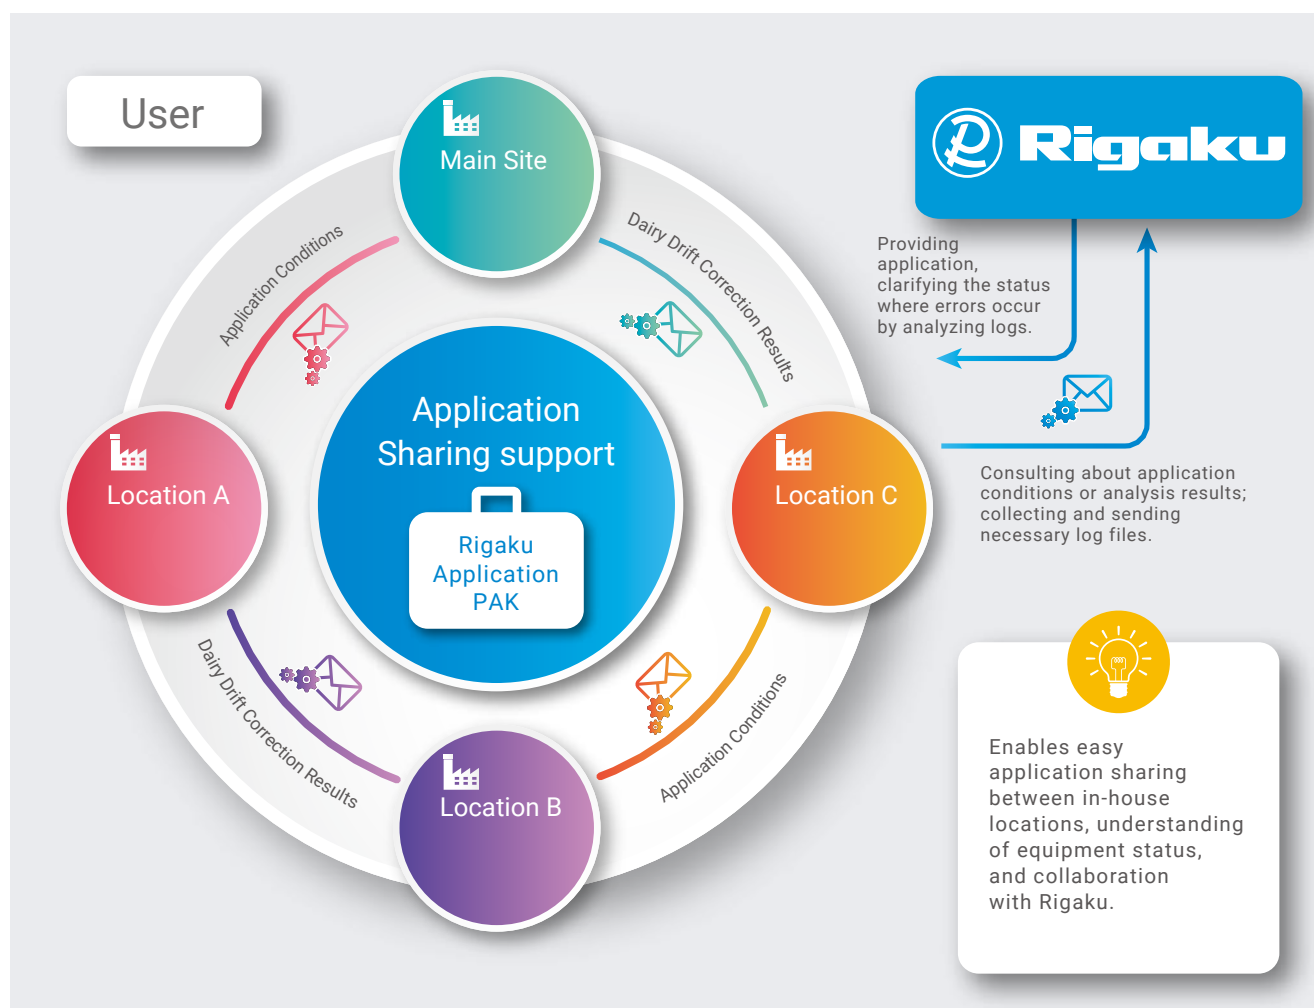 User
Main Site
Rigaku
Application Conditions
Dairy Drift Correction Results
Providing
application,
clarifying the status
where errors occur
by analyzing logs.
Application
Sharing support
Rigaku
Application
PAK
Location A
Location C
Consulting about application
conditions or analysis results;
collecting and sending
necessary log files.
Dairy Drift Correction Results
Application Conditions
Location B
Enables easy
application sharing
between in-house
locations, understanding
of equipment status,
and collaboration
with Rigaku.